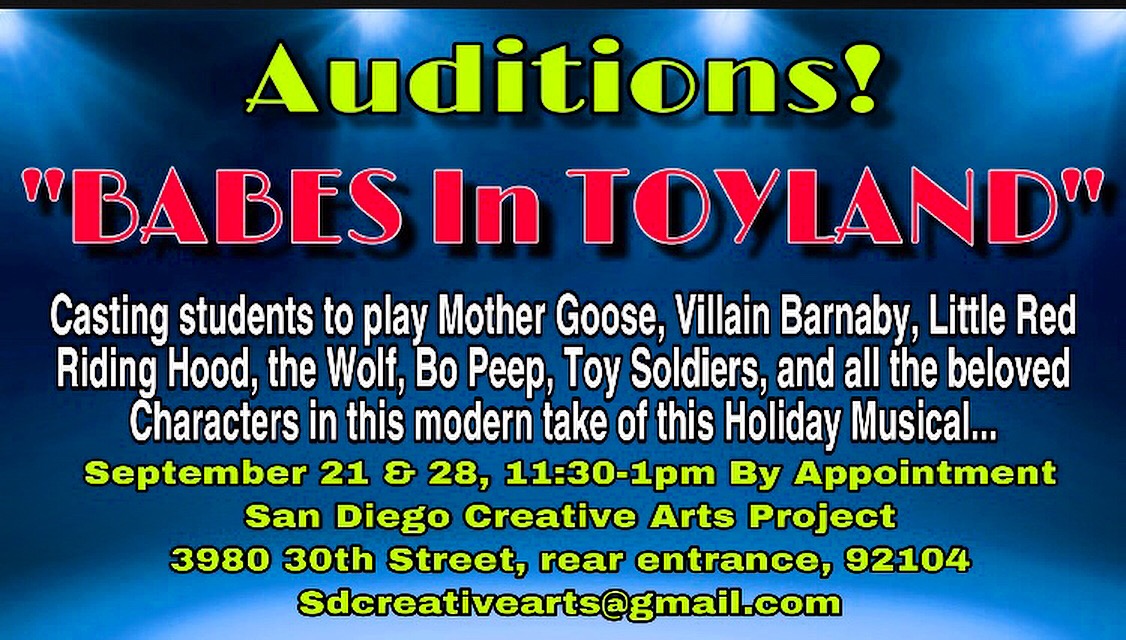 Auditions!
"BABES In TOYLAND"
Casting students to play Mother Goose, Villain Barnaby, Little Red
Riding Hood, the Wolf, Bo Peep, Toy Soldiers, and all the beloved
Characters in this modern take of this Holiday Musical...
September 21 & 28, 11:30-1pm By Appointment
San Diego Creative Arts Project
3980 30th Street, rear entrance, 92104
Sdcreativearts@gmail.com